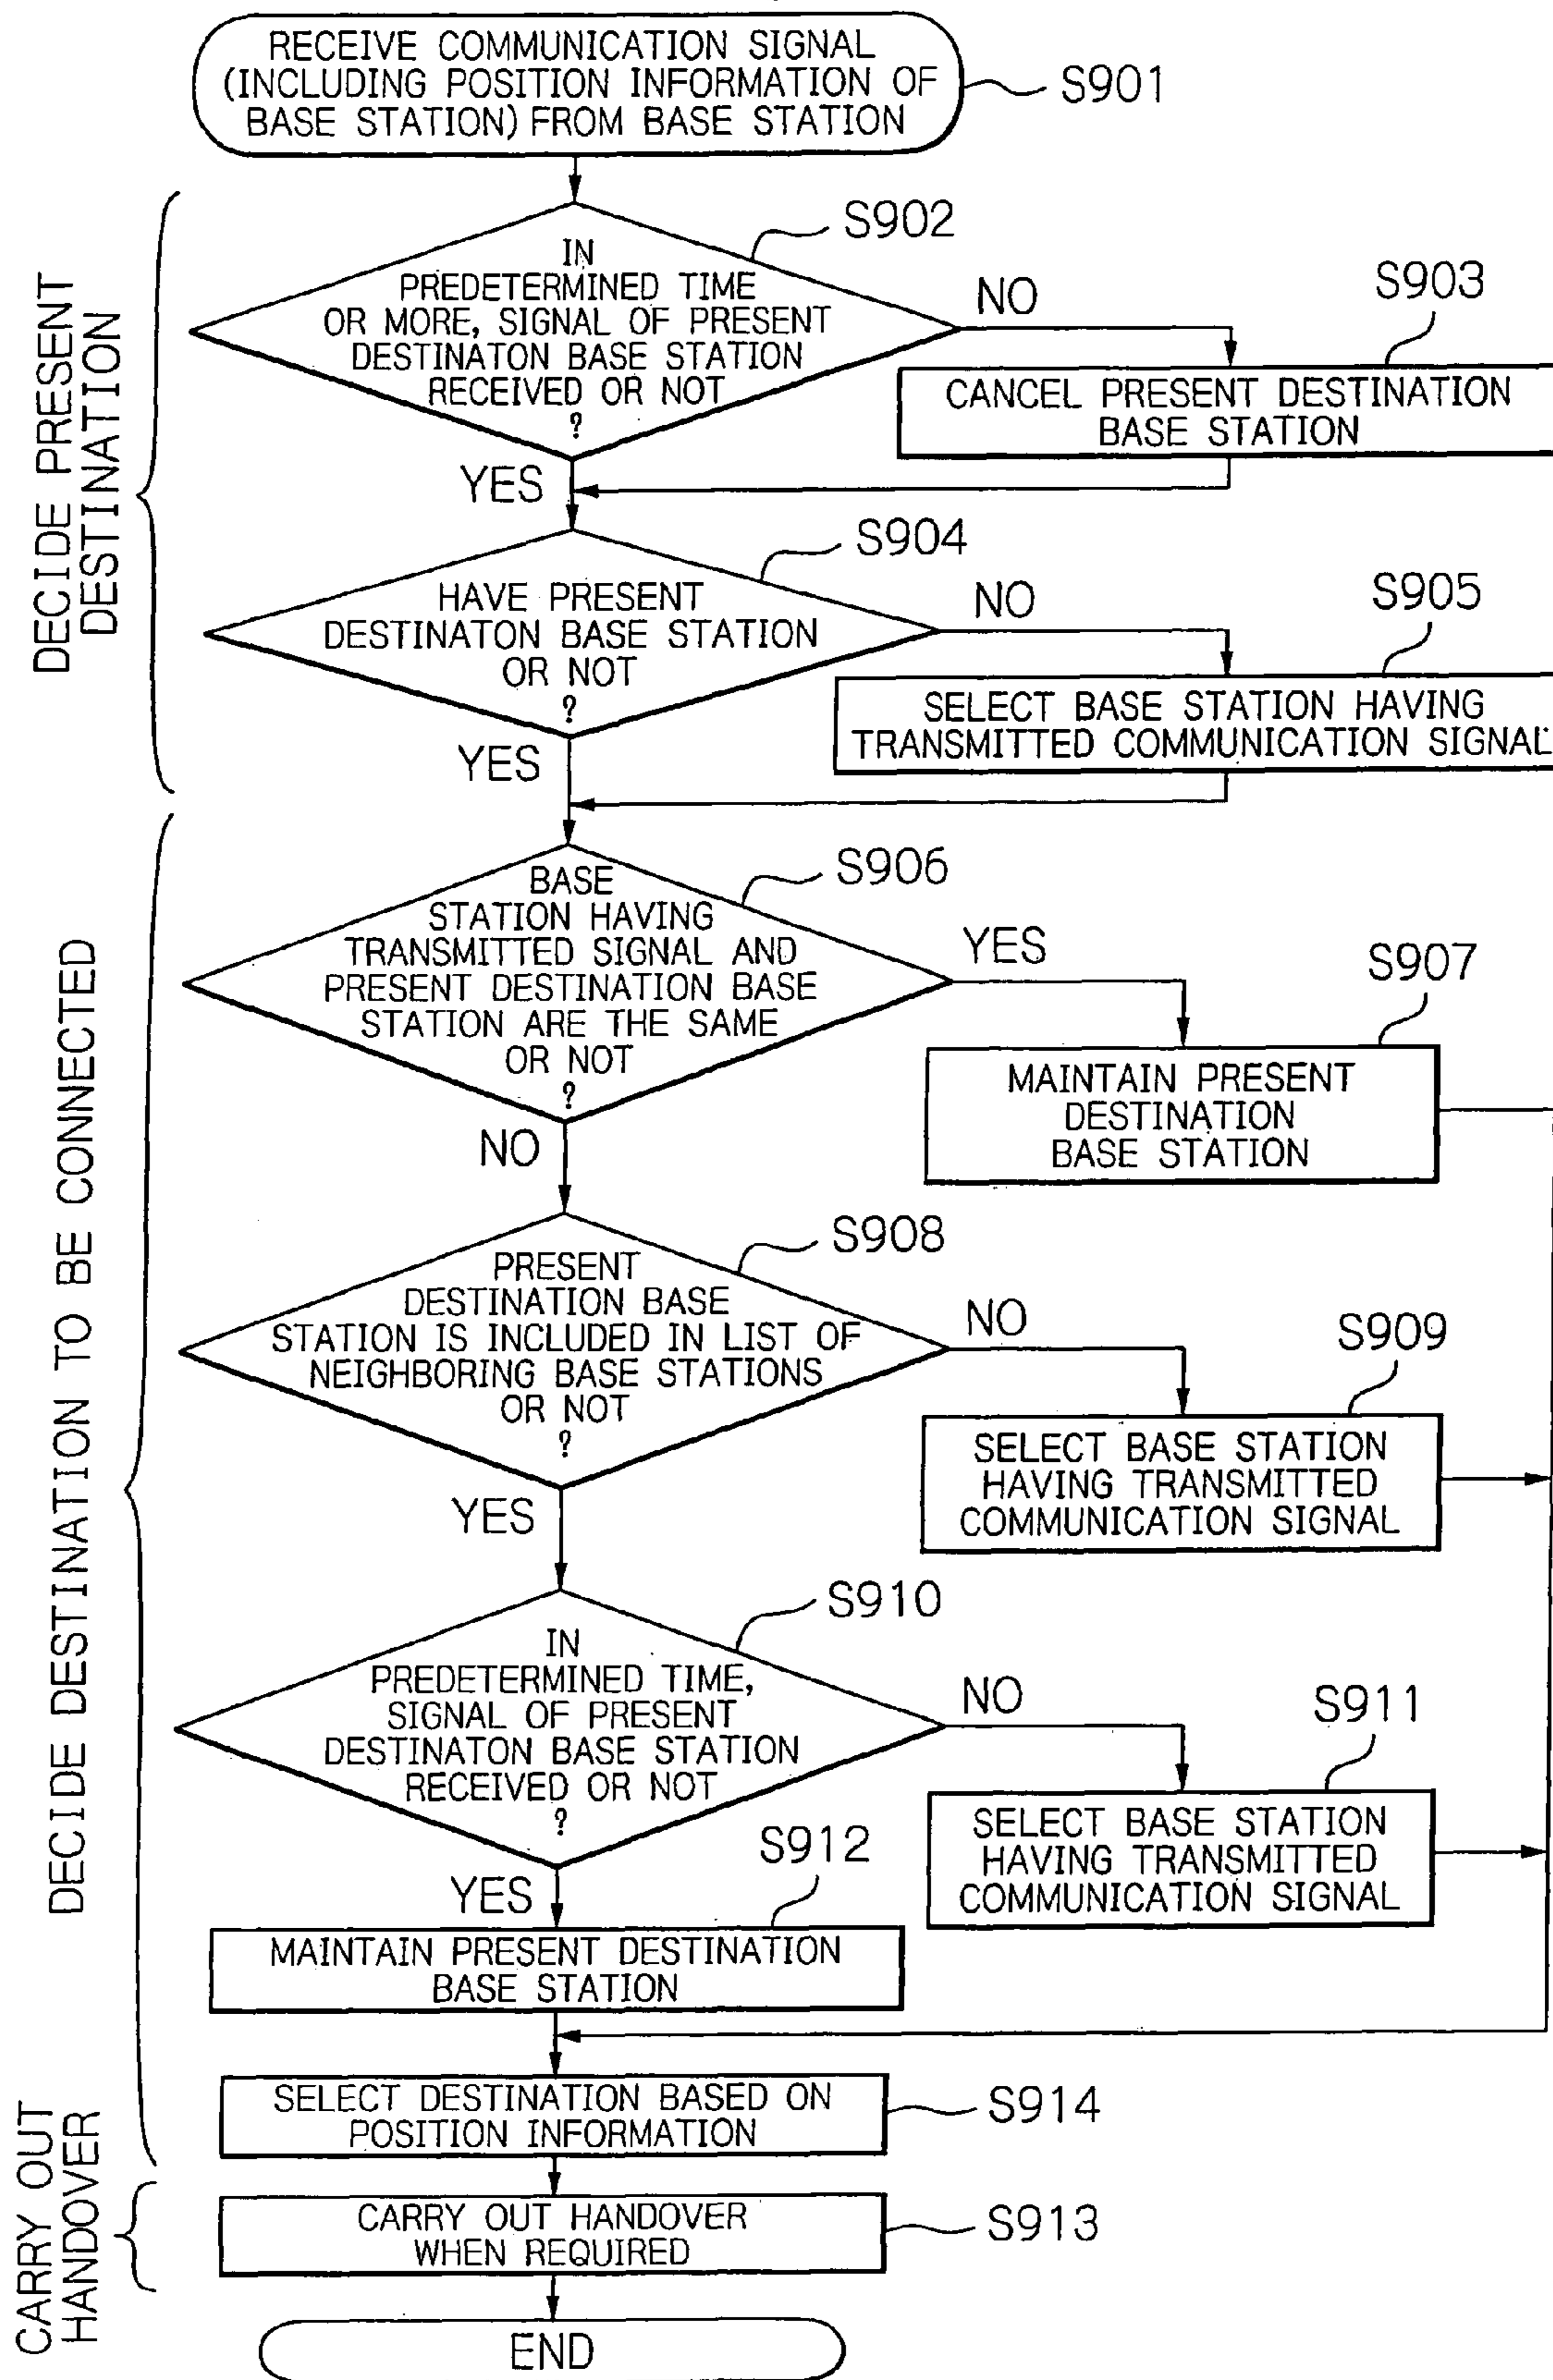 RECEIVE COMMUNICATION SIGNAL
(INCLUDING POSITION INFORMATION OF
BASE STATION) FROM BASE STATION
S901
DECIDE PRESENT
DESTINATION
S902
IN
PREDETERMINED TIME
OR MORE, SIGNAL OF PRESENT
DESTINATON BASE STATION
RECEIVED OR NOT
?
NO
S903
CANCEL PRESENT DESTINATION
BASE STATION
YES
S904
HAVE PRESENT
DESTINATON BASE STATION
OR NOT
?
NO
S905
SELECT BASE STATION HAVING
TRANSMITTED COMMUNICATION SIGNAL
YES
DECIDE DESTINATION TO BE CONNECTED
S906
BASE
STATION HAVING
TRANSMITTED SIGNAL AND
PRESENT DESTINATION BASE
STATION ARE THE SAME
OR NOT
?
YES
S907
MAINTAIN PRESENT
DESTINATION
BASE STATION
NO
S908
PRESENT
DESTINATION BASE
STATION IS INCLUDED IN LIST OF
NEIGHBORING BASE STATIONS
OR NOT
?
NO
S909
SELECT BASE STATION
HAVING TRANSMITTED
COMMUNICATION SIGNAL
YES
S910
IN
PREDETERMINED TIME,
SIGNAL OF PRESENT
DESTINATON BASE STATION
RECEIVED OR NOT
?
NO
S911
SELECT BASE STATION
HAVING TRANSMITTED
COMMUNICATION SIGNAL
YES
S912
MAINTAIN PRESENT DESTINATION
BASE STATION
SELECT DESTINATION BASED ON
POSITION INFORMATION
S914
CARRY OUT
HANDOVER
CARRY OUT HANDOVER
WHEN REQUIRED
S913
END